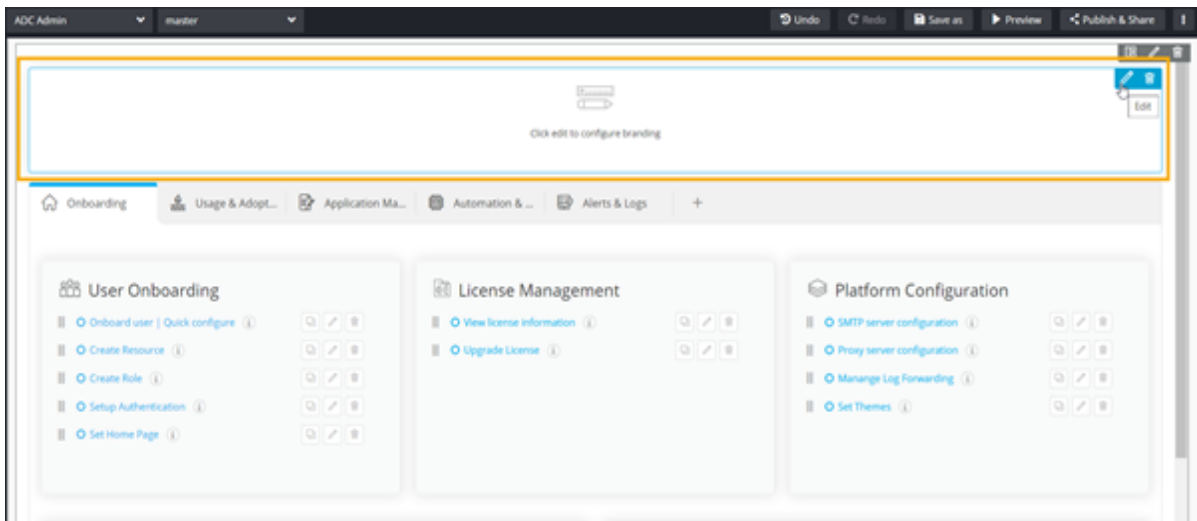 ADC Admin master Undo Redo Save as Preview Publish & Share
Edit
Click edit to configure branding
Onboarding Usage & Adopt... Application Ma... Automation & ... Alerts & Logs +
User Onboarding
Onboard user | Quick configure
Create Resource
Create Role
Setup Authentication
Set Home Page
License Management
View license information
Upgrade License
Platform Configuration
SMTP server configuration
Proxy server configuration
Manange Log Forwarding
Set Themes